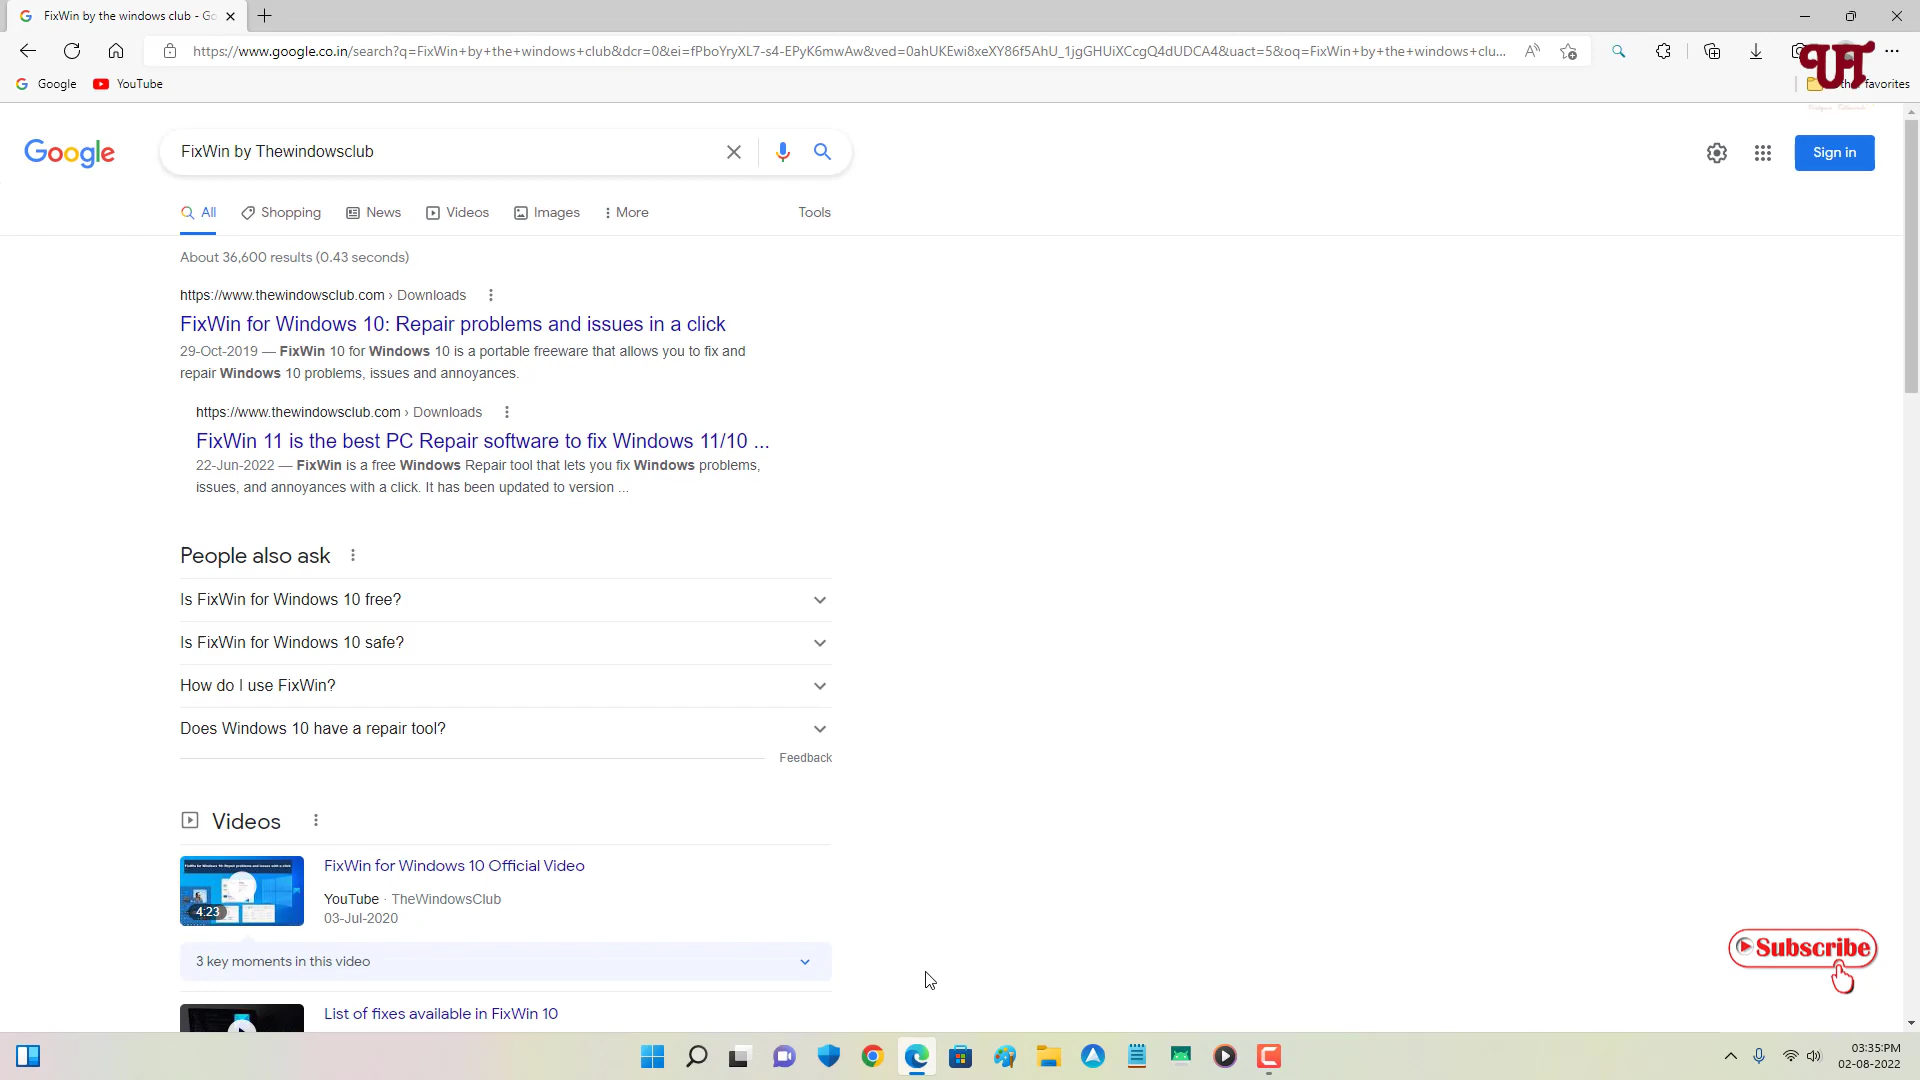 FixWin by the windows club - Go
https://www.google.co.in/search?q=FixWin+by+the+windows+club&dcr=0&ei=fPboYryXL7-s4-EPyK6mwAw&ved=0ahUKEwi8xeXY86f5AhU_1jgGHUiXCcgQ4dUDCA4&uact=5&oq=FixWin+by+the+windows+clu...
UT
Google YouTube favorites
Google
FixWin by Thewindowsclub
Sign in
All Shopping News Videos Images More Tools
About 36,600 results (0.43 seconds)
https://www.thewindowsclub.com › Downloads
FixWin for Windows 10: Repair problems and issues in a click
29-Oct-2019 — FixWin 10 for Windows 10 is a portable freeware that allows you to fix and
repair Windows 10 problems, issues and annoyances.
https://www.thewindowsclub.com › Downloads
FixWin 11 is the best PC Repair software to fix Windows 11/10 ...
22-Jun-2022 — FixWin is a free Windows Repair tool that lets you fix Windows problems,
issues, and annoyances with a click. It has been updated to version ...
People also ask
Is FixWin for Windows 10 free?
Is FixWin for Windows 10 safe?
How do I use FixWin?
Does Windows 10 have a repair tool?
Feedback
Videos
FixWin for Windows 10 Official Video
4:23
YouTube · TheWindowsClub
03-Jul-2020
3 key moments in this video
Subscribe
List of fixes available in FixWin 10
03:35PM
02-08-2022